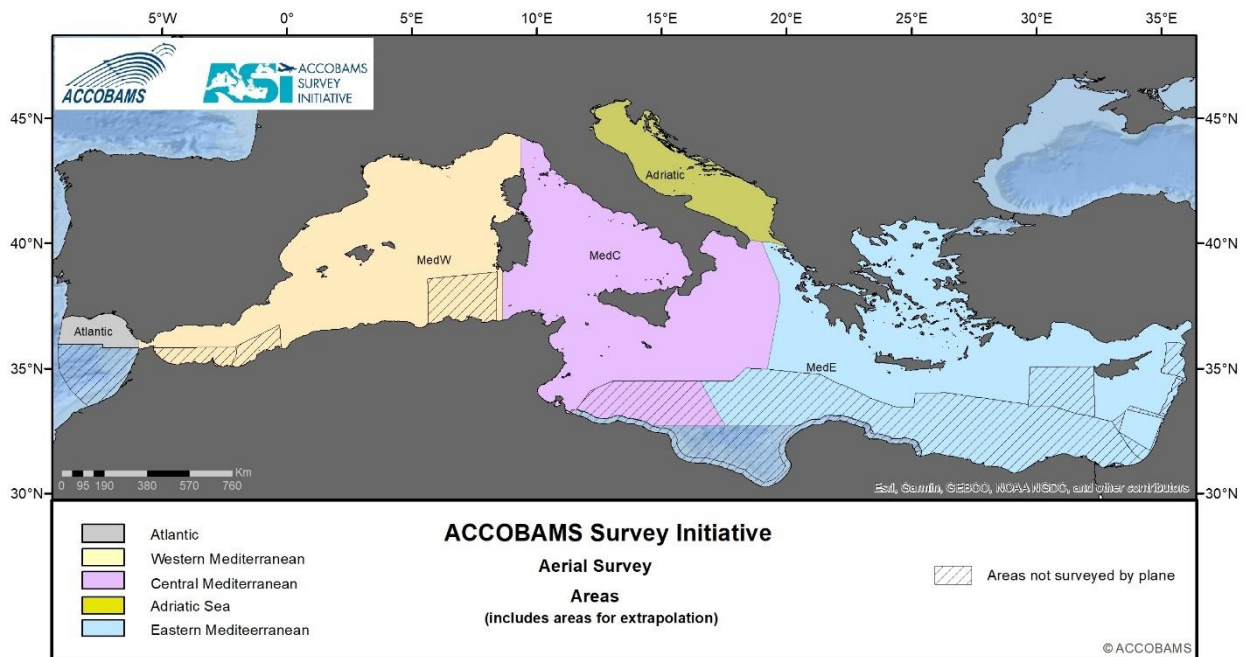 5°W 0° 5°E 10°E 15°E 20°E 25°E 30°E 35°E
ACCOBAMS
ASI
ACCOBAMS
SURVEY
INITIATIVE
45°N 45°N
Adriatic
40°N 40°N
MedW
MedC
Atlantic
MedE
35°N 35°N
Km
0 95 190 380 570 760
30°N 30°N
Esri, Garmin, GEBCO, NOAA NGDC, and other contributors
Atlantic
Western Mediterranean
Central Mediterranean
Adriatic Sea
Eastern Mediteerranean
ACCOBAMS Survey Initiative
Aerial Survey
Areas
(includes areas for extrapolation)
Areas not surveyed by plane
© ACCOBAMS